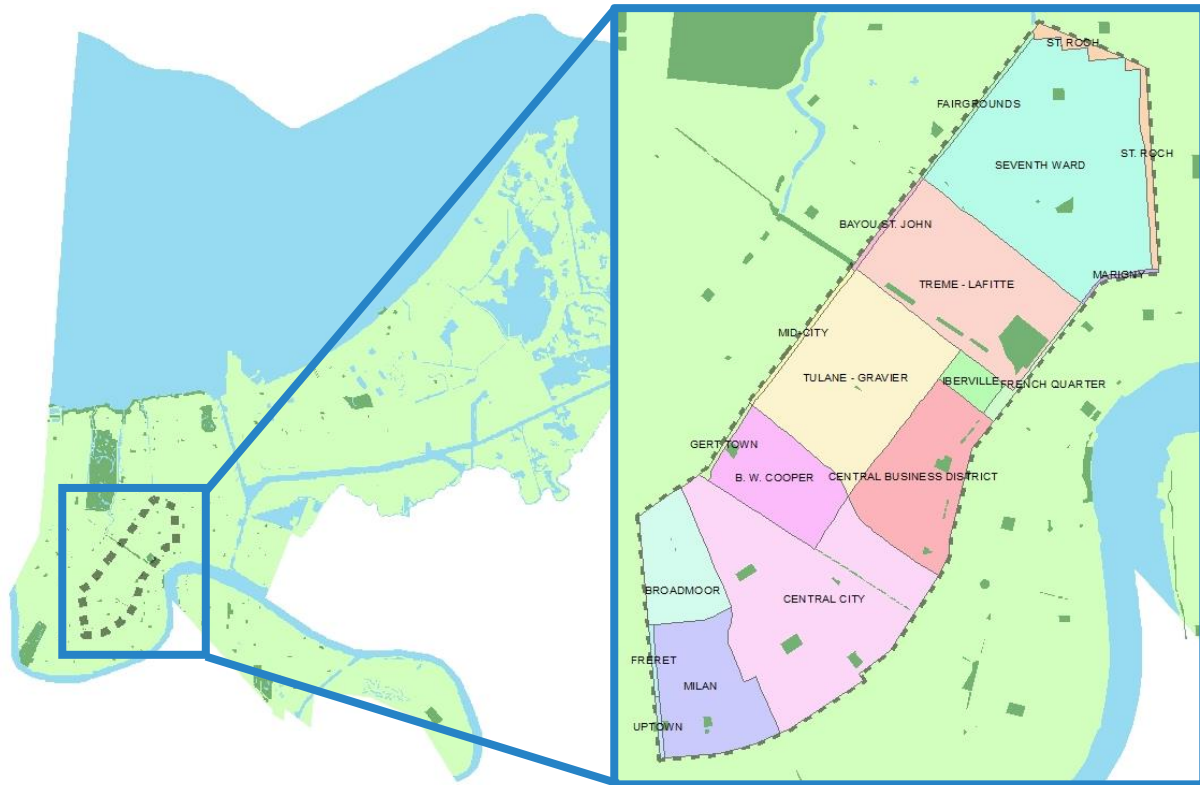 ST. ROCH
FAIRGROUNDS
ST. ROCH
SEVENTH WARD
BAYOU ST. JOHN
MARIGNY
TREME - LAFITTE
MID-CITY
TULANE - GRAVIER
IBERVILLE
FRENCH QUARTER
GERT TOWN
B. W. COOPER
CENTRAL BUSINESS DISTRICT
BROADMOOR
CENTRAL CITY
FRERET
MILAN
UPTOWN